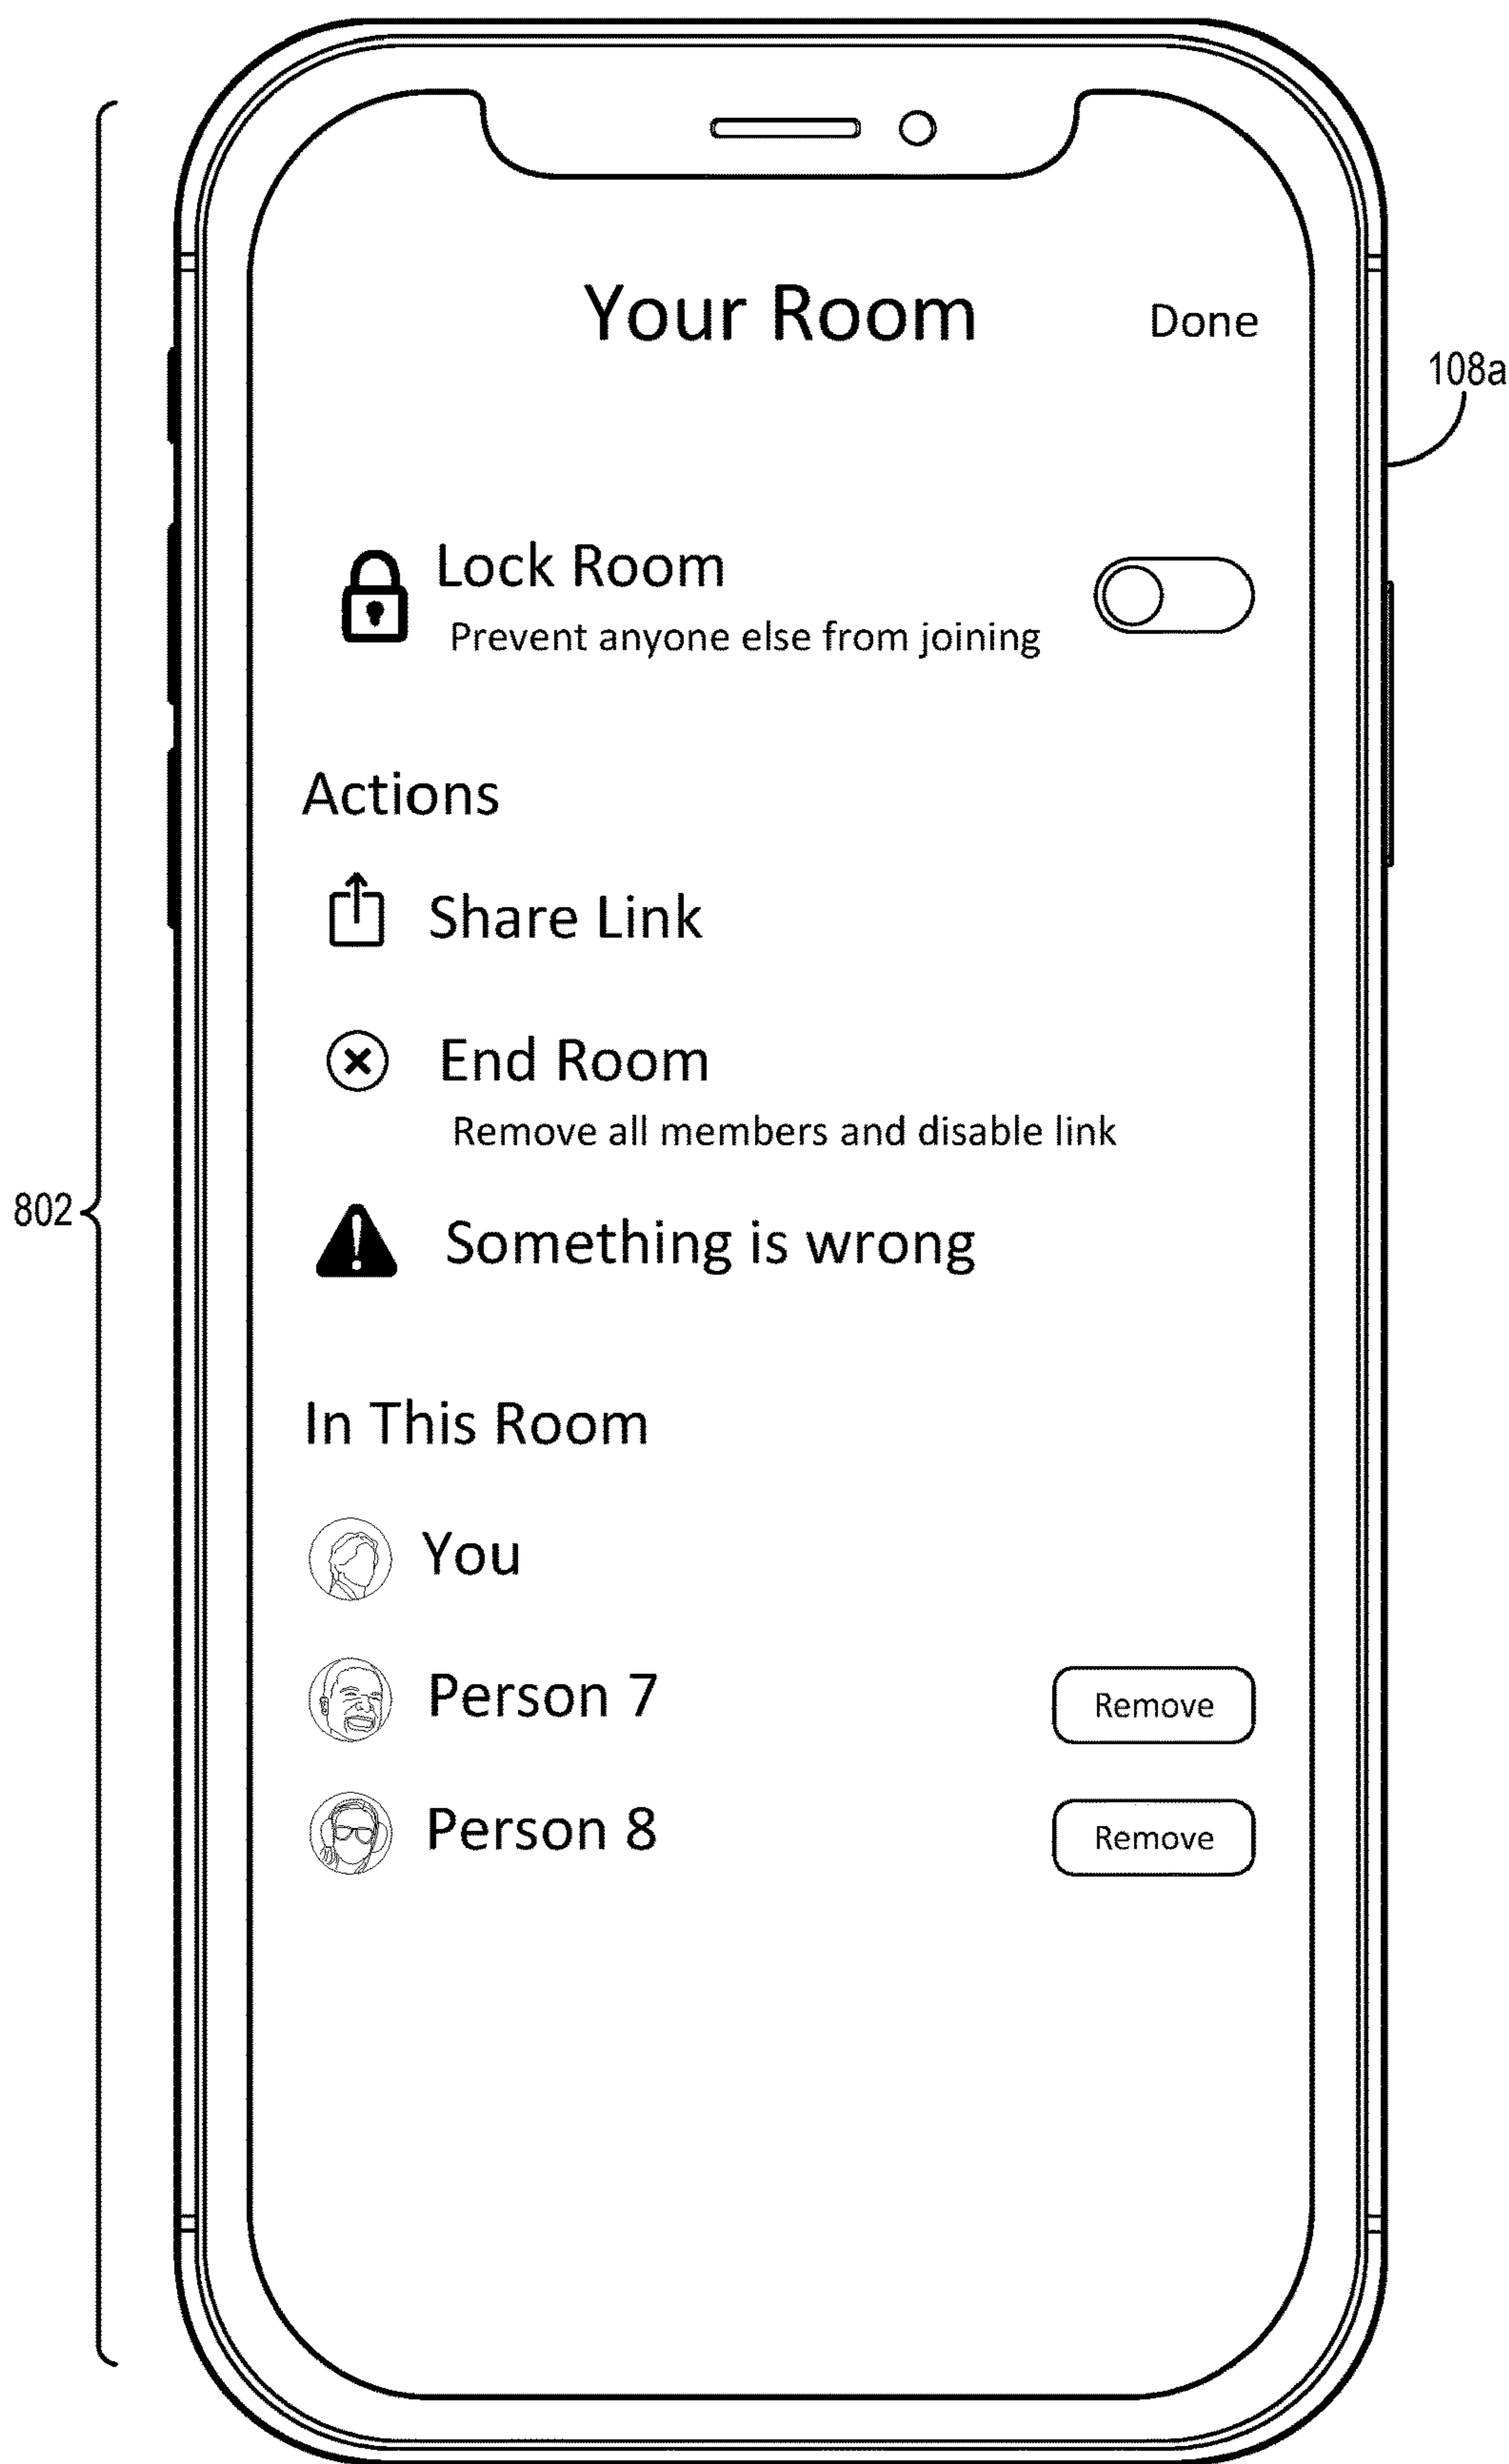 Your Room
Done
108a
Lock Room
Prevent anyone else from joining
Actions
Share Link
End Room
Remove all members and disable link
802
Something is wrong
In This Room
You
Person 7
Remove
Person 8
Remove